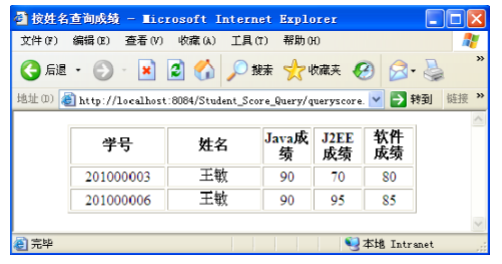 按姓名查询成绩 - Microsoft Internet Explorer
文件(F) 编辑(E) 查看(V) 收藏(A) 工具(T) 帮助(H)
后退 搜索 收藏夹 »
地址(D) http://localhost:8084/Student_Score_Query/queryscore. 转到 链接 »
学号 姓名 Java成绩 J2EE成绩 软件成绩
201000003 王敏 90 70 80
201000006 王敏 90 95 85
完毕 本地 Intranet